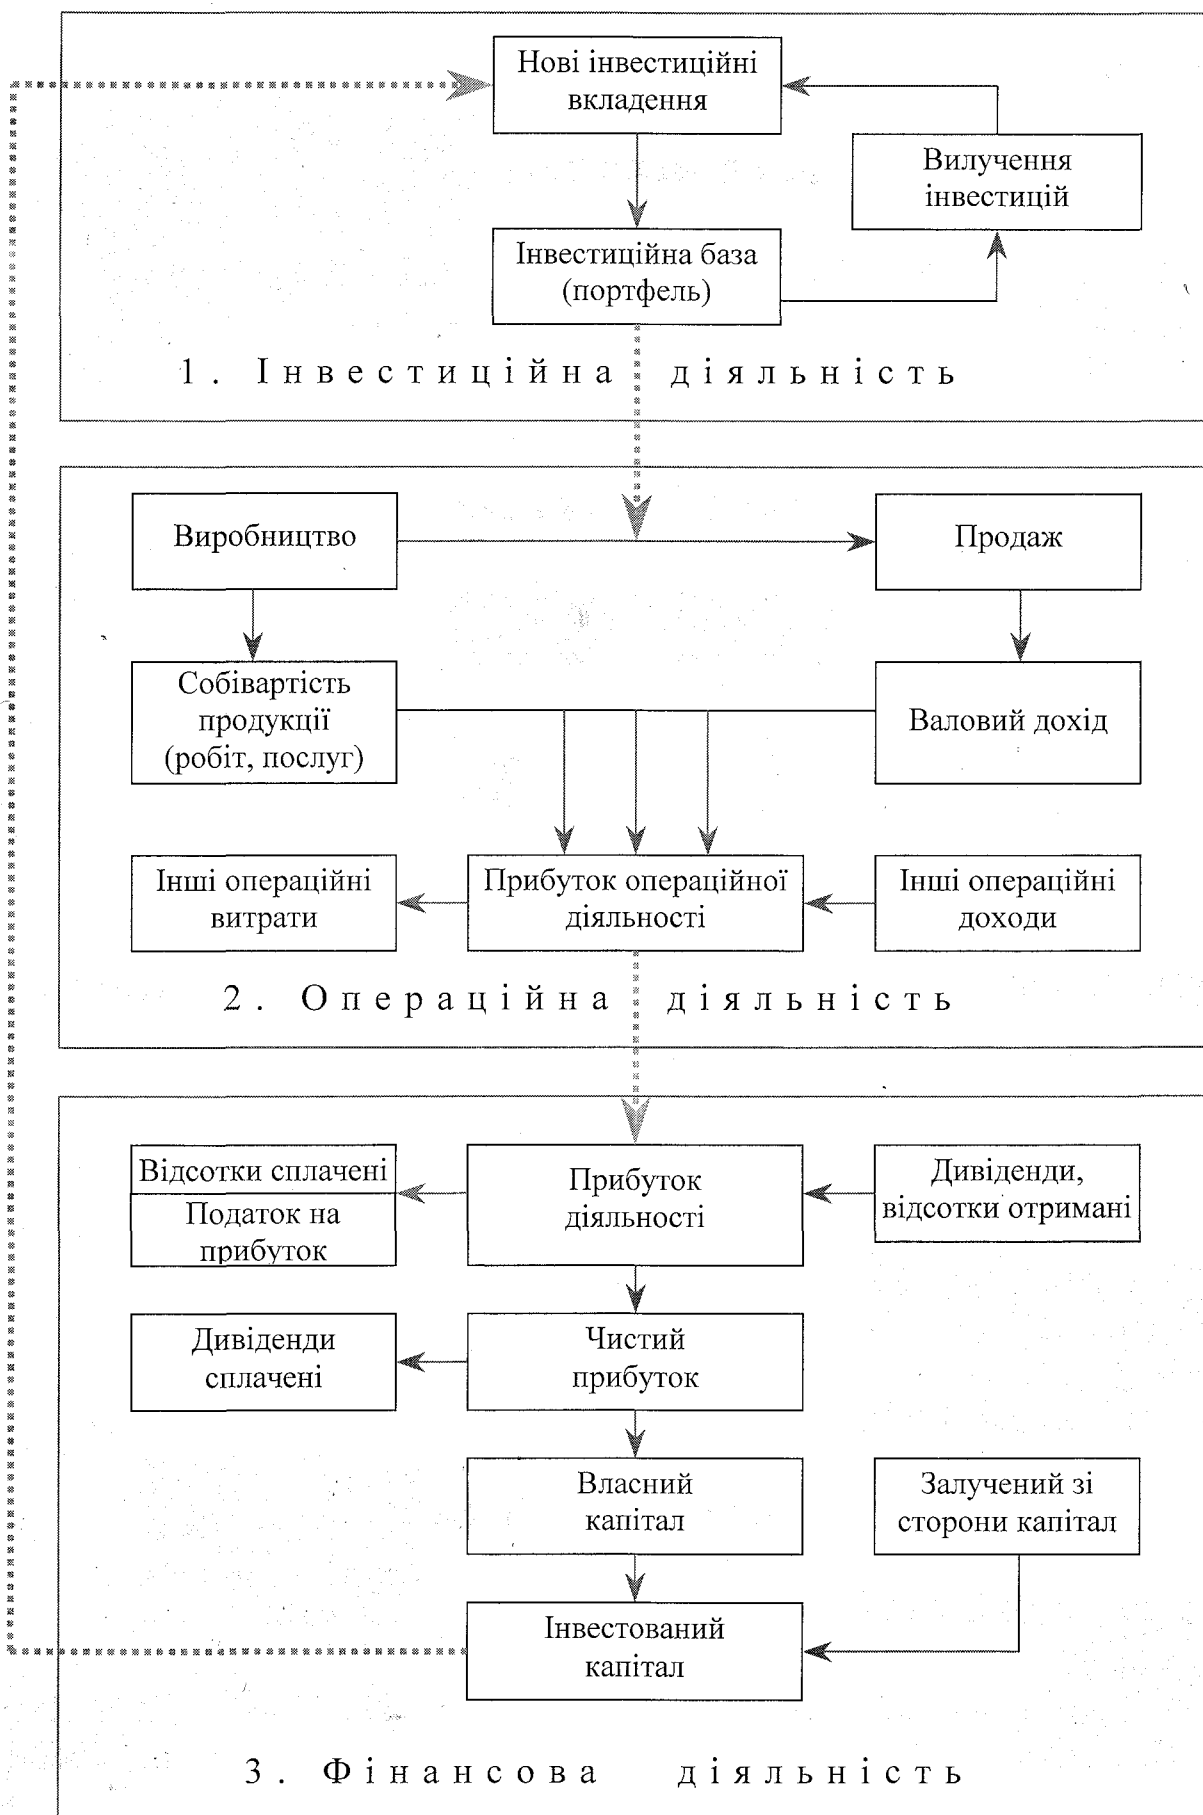 Нові інвестиційні
вкладення
Вилучення
інвестицій
Інвестиційна база
(портфель)
1. Інвестиційна діяльність
Виробництво
Продаж
Собівартість
продукції
(робіт, послуг)
Валовий дохід
Інші операційні
витрати
Прибуток операційної
діяльності
Інші операційні
доходи
2. Операційна діяльність
Відсотки сплачені
Податок на
прибуток
Прибуток
діяльності
Дивіденди,
відсотки отримані
Дивіденди
сплачені
Чистий
прибуток
Власний
капітал
Залучений зі
сторони капітал
Інвестований
капітал
3. Фінансова діяльність